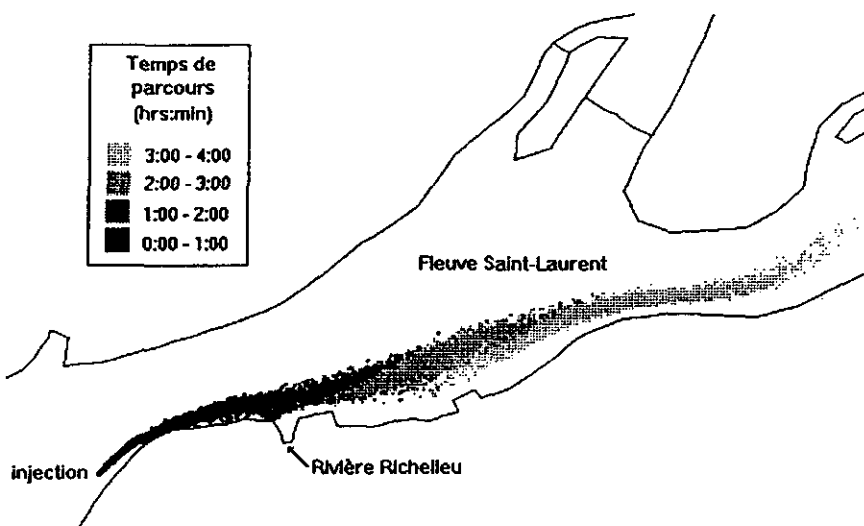 Temps de
parcours
(hrs:min)
3:00 - 4:00
2:00 - 3:00
1:00 - 2:00
0:00 - 1:00
Fleuve Saint-Laurent
injection
Rivière Richelieu